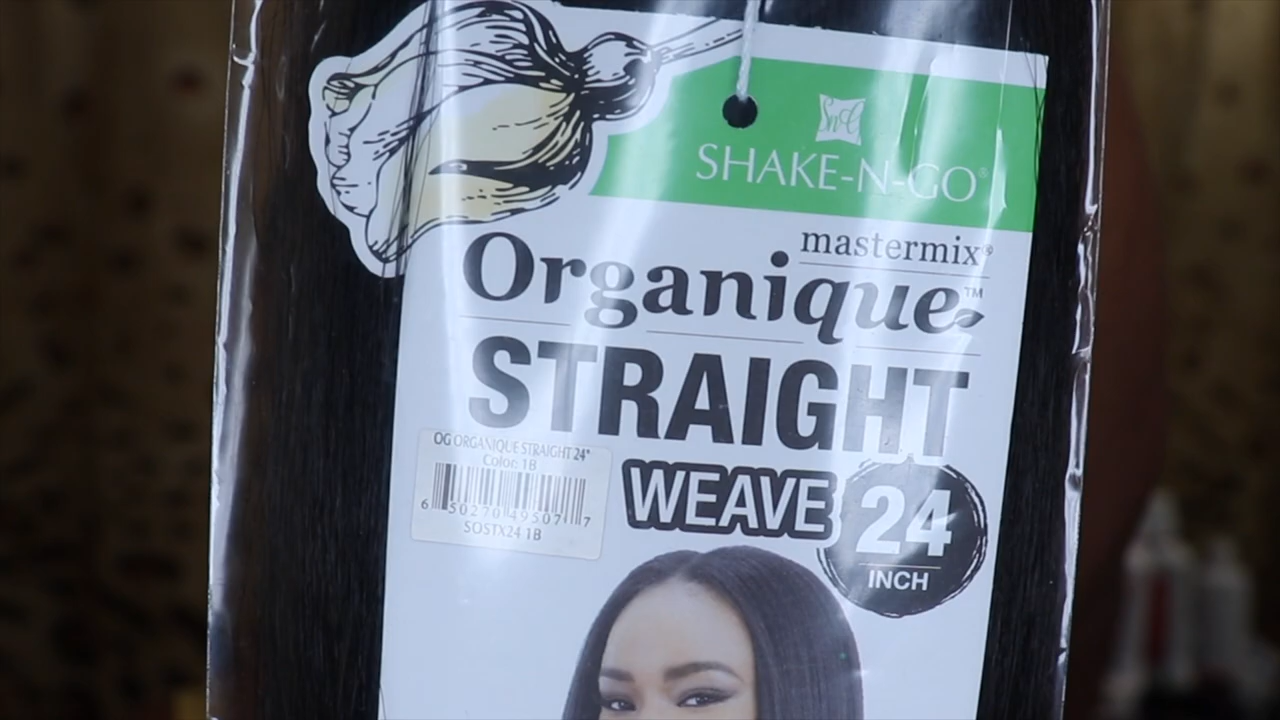 SnG
SHAKE-N-GO®
mastermix®
Organique™
STRAIGHT
OG ORGANIQUE STRAIGHT 24"
Color: 1B
6 50270 49507 7
SOSTX24 1B
WEAVE
24
INCH